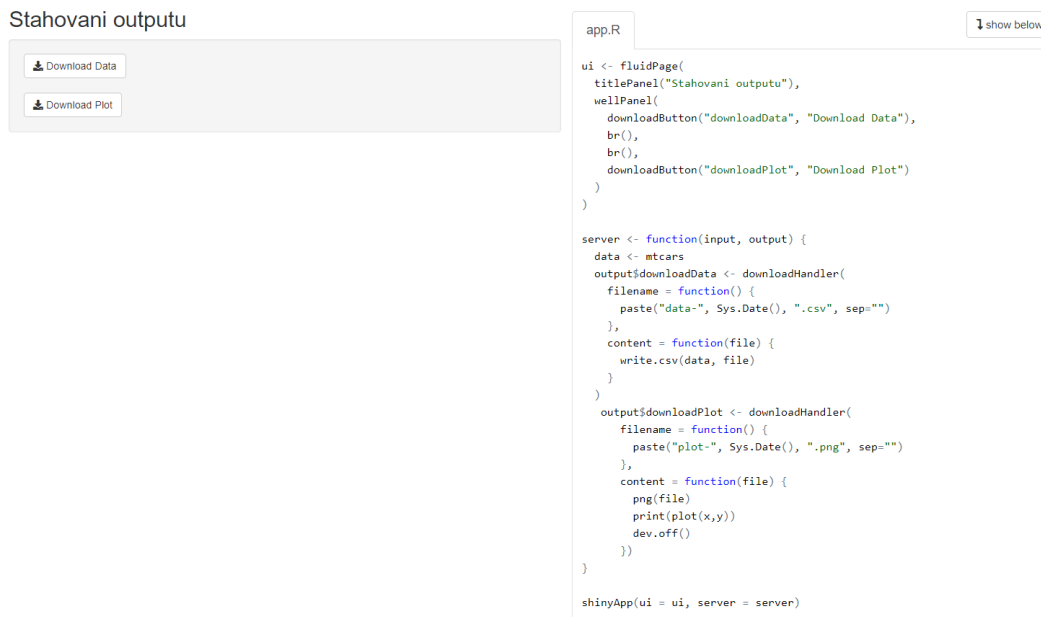 Stahovani outputu
Download Data
Download Plot
app.R
show below
ui <- fluidPage(
  titlePanel("Stahovani outputu"),
  wellPanel(
    downloadButton("downloadData", "Download Data"),
    br(),
    br(),
    downloadButton("downloadPlot", "Download Plot")
  )
)

server <- function(input, output) {
  data <- mtcars
  output$downloadData <- downloadHandler(
    filename = function() {
      paste("data-", Sys.Date(), ".csv", sep="")
    },
    content = function(file) {
      write.csv(data, file)
    }
  )
   output$downloadPlot <- downloadHandler(
      filename = function() {
        paste("plot-", Sys.Date(), ".png", sep="")
      },
      content = function(file) {
        png(file)
        print(plot(x,y))
        dev.off()
      })
}

shinyApp(ui = ui, server = server)